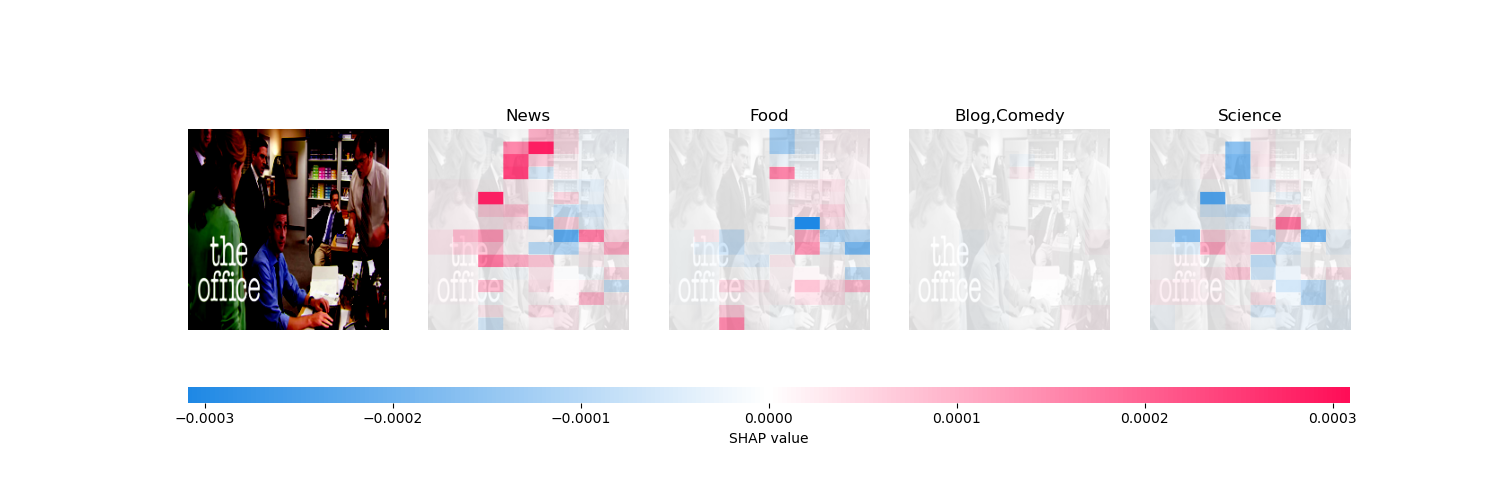 News
Food
Blog,Comedy
Science
the
office
the
office
the
office
the
office
the
office
−0.0003
−0.0002
−0.0001
0.0000
0.0001
0.0002
0.0003
SHAP value